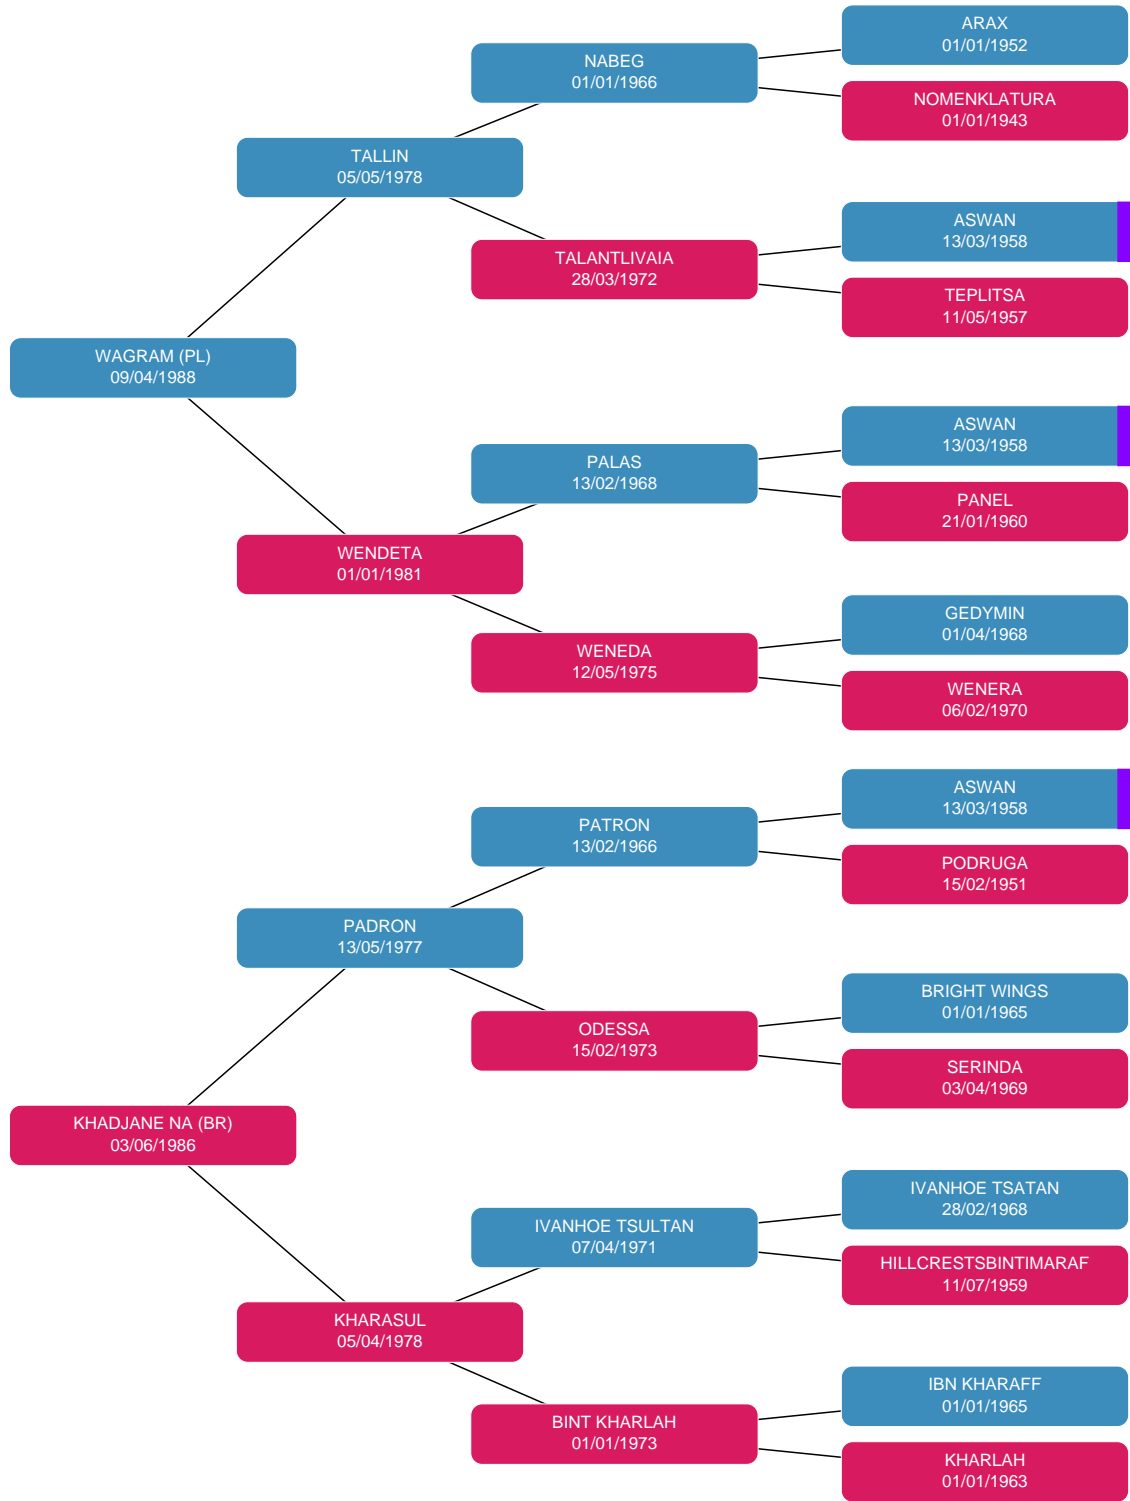 ARAX
01/01/1952
NABEG
01/01/1966
NOMENKLATURA
01/01/1943
TALLIN
05/05/1978
ASWAN
13/03/1958
TALANTLIVAIA
28/03/1972
TEPLITSA
11/05/1957
WAGRAM (PL)
09/04/1988
ASWAN
13/03/1958
PALAS
13/02/1968
PANEL
21/01/1960
WENDETA
01/01/1981
GEDYMIN
01/04/1968
WENEDA
12/05/1975
WENERA
06/02/1970
ASWAN
13/03/1958
PATRON
13/02/1966
PODRUGA
15/02/1951
PADRON
13/05/1977
BRIGHT WINGS
01/01/1965
ODESSA
15/02/1973
SERINDA
03/04/1969
KHADJANE NA (BR)
03/06/1986
IVANHOE TSATAN
28/02/1968
IVANHOE TSULTAN
07/04/1971
HILLCRESTSBINTIMARAF
11/07/1959
KHARASUL
05/04/1978
IBN KHARAFF
01/01/1965
BINT KHARLAH
01/01/1973
KHARLAH
01/01/1963